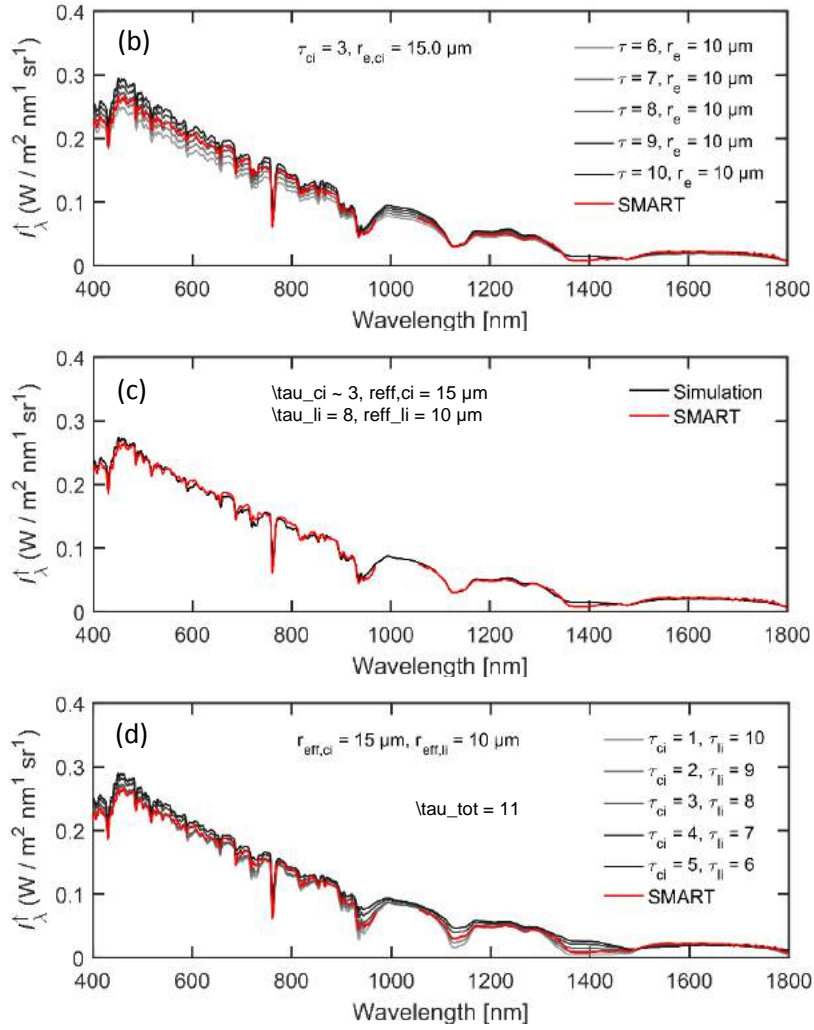 (b)
τci = 3, re,ci = 15.0 μm
τ = 6, re = 10 μm
τ = 7, re = 10 μm
τ = 8, re = 10 μm
τ = 9, re = 10 μm
τ = 10, re = 10 μm
SMART
I↑λ (W / m2 nm1 sr1)
0.4
0.3
0.2
0.1
0
400 600 800 1000 1200 1400 1600 1800
Wavelength [nm]
(c)
\tau_ci ~ 3, reff,ci = 15 μm
\tau_li = 8, reff_li = 10 μm
Simulation
SMART
I↑λ (W / m2 nm1 sr1)
0.4
0.3
0.2
0.1
0
400 600 800 1000 1200 1400 1600 1800
Wavelength [nm]
(d)
reff,ci = 15 μm, reff,li = 10 μm
\tau_tot = 11
τci = 1, τli = 10
τci = 2, τli = 9
τci = 3, τli = 8
τci = 4, τli = 7
τci = 5, τli = 6
SMART
I↑λ (W / m2 nm1 sr1)
0.4
0.3
0.2
0.1
0
400 600 800 1000 1200 1400 1600 1800
Wavelength [nm]